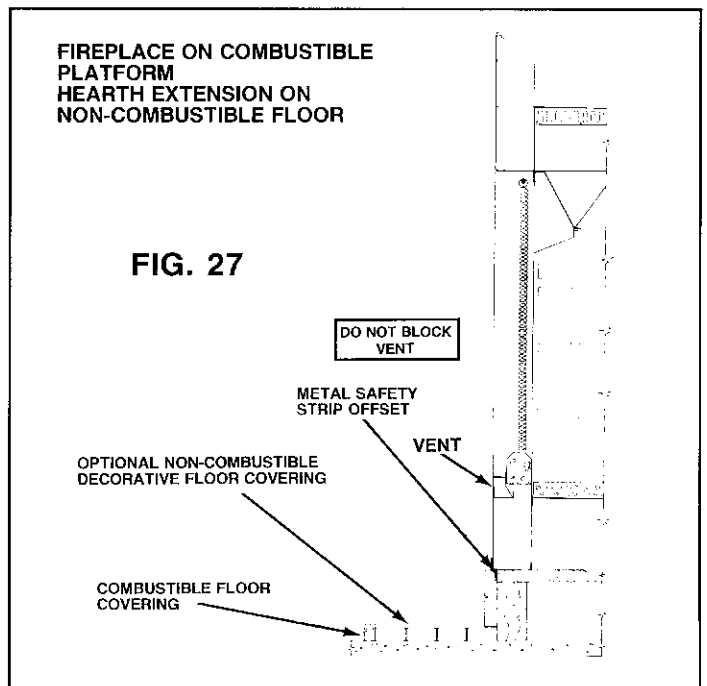 FIREPLACE ON COMBUSTIBLE
PLATFORM
HEARTH EXTENSION ON
NON-COMBUSTIBLE FLOOR
FIG. 27
DO NOT BLOCK
VENT
METAL SAFETY
STRIP OFFSET
VENT
OPTIONAL NON-COMBUSTIBLE
DECORATIVE FLOOR COVERING
COMBUSTIBLE FLOOR
COVERING